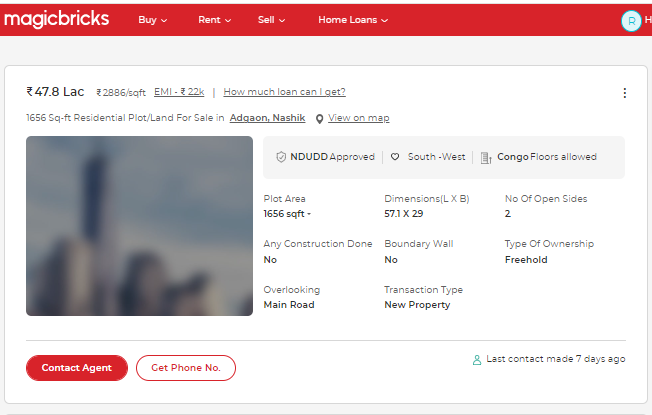 magicbricks Buy Rent Sell Home Loans R H
₹47.8 Lac ₹2886/sqft EMI - ₹ 22k | How much loan can I get?
1656 Sq-ft Residential Plot/Land For Sale in Adgaon, Nashik View on map
NDUDD Approved South -West Congo Floors allowed
Plot Area Dimensions(L X B) No Of Open Sides
1656 sqft 57.1 X 29 2
Any Construction Done Boundary Wall Type Of Ownership
No No Freehold
Overlooking Transaction Type
Main Road New Property
Contact Agent Get Phone No. Last contact made 7 days ago